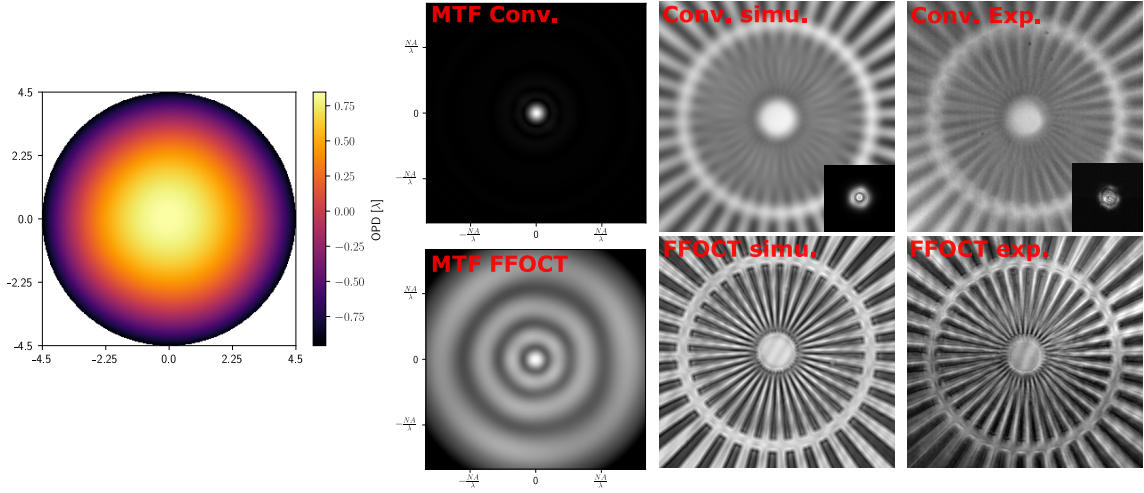 MTF Conv.
Conv. simu.
Conv. Exp.
NA/λ
0
−NA/λ
−NA/λ
0
NA/λ
4.5
2.25
0.0
−2.25
−4.5
−4.5
−2.25
0.0
2.25
4.5
0.75
0.50
0.25
0.00
−0.25
−0.50
−0.75
OPD [λ]
MTF FFOCT
FFOCT simu.
FFOCT exp.
NA/λ
0
−NA/λ
−NA/λ
0
NA/λ